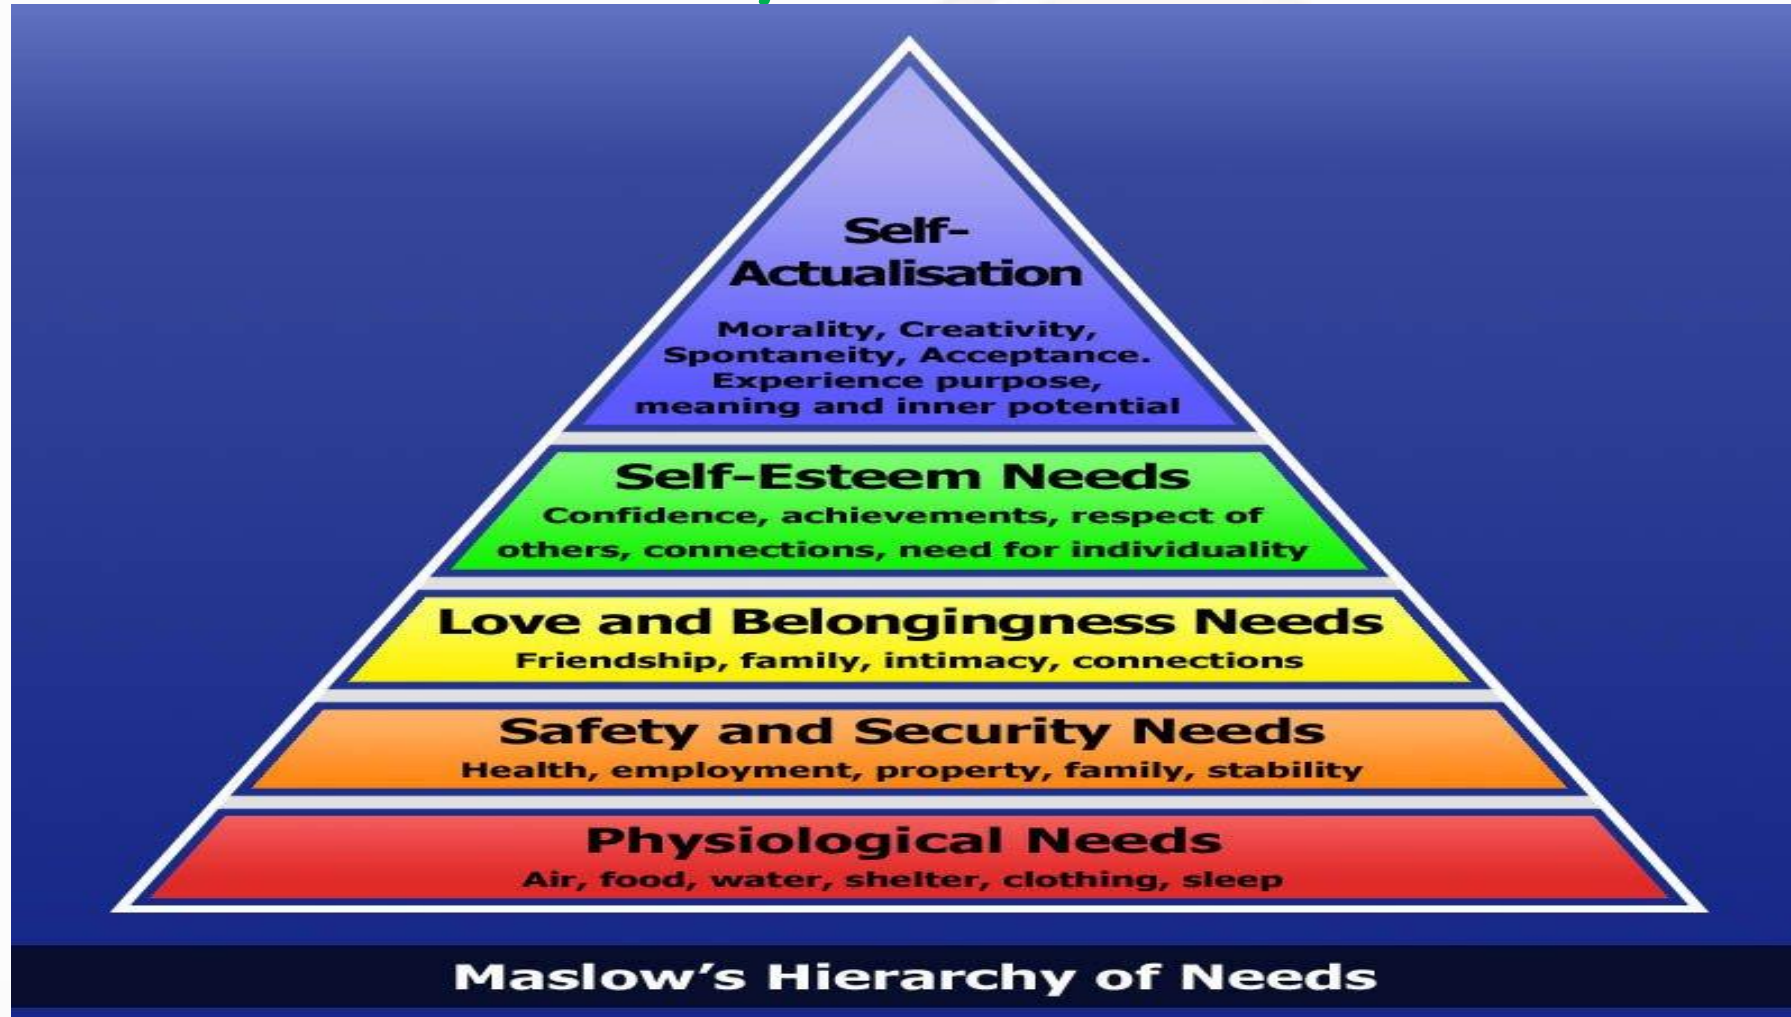 Self-
Actualisation
Morality, Creativity,
Spontaneity, Acceptance.
Experience purpose,
meaning and inner potential
Self-Esteem Needs
Confidence, achievements, respect of
others, connections, need for individuality
Love and Belongingness Needs
Friendship, family, intimacy, connections
Safety and Security Needs
Health, employment, property, family, stability
Physiological Needs
Air, food, water, shelter, clothing, sleep
Maslow’s Hierarchy of Needs